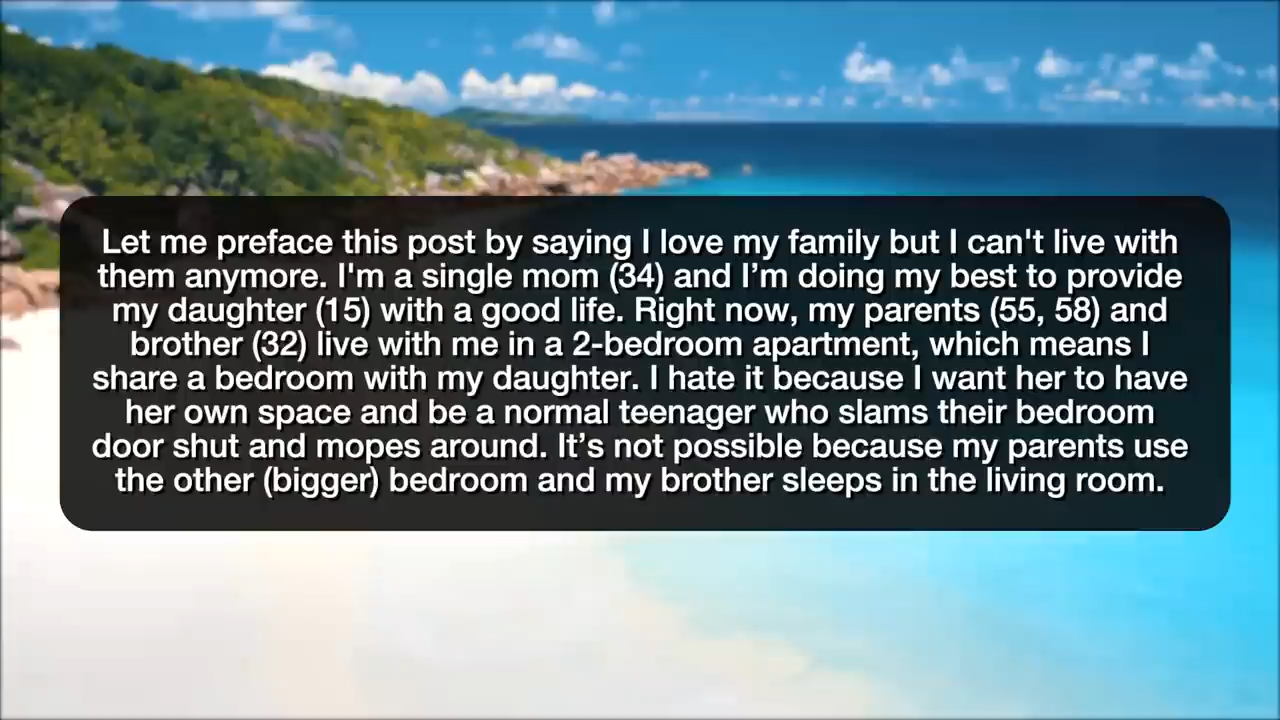 Let me preface this post by saying I love my family but I can't live with
them anymore. I'm a single mom (34) and I’m doing my best to provide
my daughter (15) with a good life. Right now, my parents (55, 58) and
brother (32) live with me in a 2-bedroom apartment, which means I
share a bedroom with my daughter. I hate it because I want her to have
her own space and be a normal teenager who slams their bedroom
door shut and mopes around. It’s not possible because my parents use
the other (bigger) bedroom and my brother sleeps in the living room.